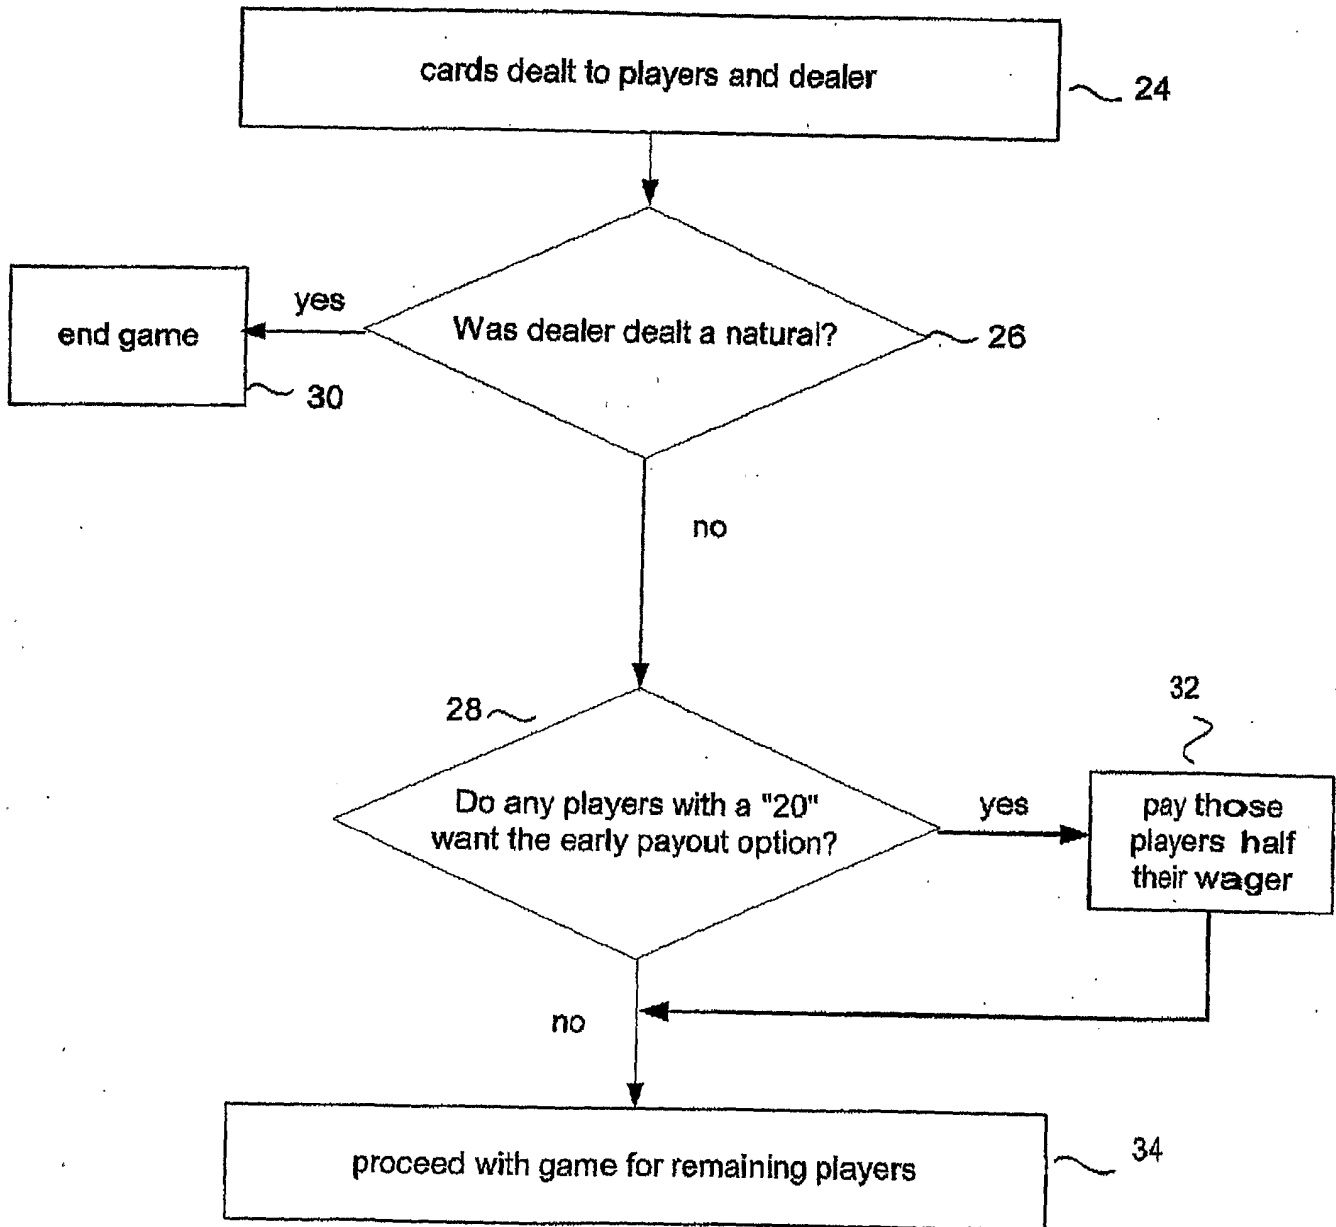 cards dealt to players and dealer
24
yes
end game
Was dealer dealt a natural?
26
30
no
28
32
Do any players with a "20"
want the early payout option?
yes
pay those
players half
their wager
no
proceed with game for remaining players
34